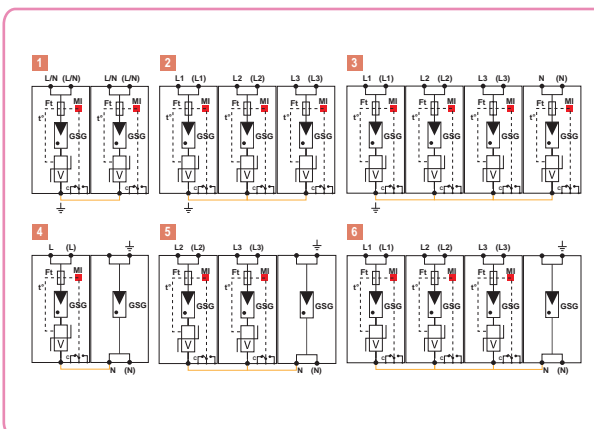 1 2 3
L/N (L/N) L/N (L/N) L1 (L1) L2 (L2) L3 (L3) L1 (L1) L2 (L2) L3 (L3) N (N)
Ft MI Ft MI Ft MI Ft MI Ft MI Ft MI Ft MI Ft MI Ft MI
t° t° t° t° t° t° t° t° t°
GSG GSG GSG GSG GSG GSG GSG GSG GSG
V V V V V V V V V
C C C C C C C C C
4 5 6
L (L) L2 (L2) L3 (L3) L1 (L1) L2 (L2) L3 (L3)
Ft MI Ft MI Ft MI Ft MI Ft MI Ft MI
t° t° t° t° t° t°
GSG GSG GSG GSG GSG GSG GSG GSG GSG
V V V V V V
C C C C C C
N (N) N (N) N (N)